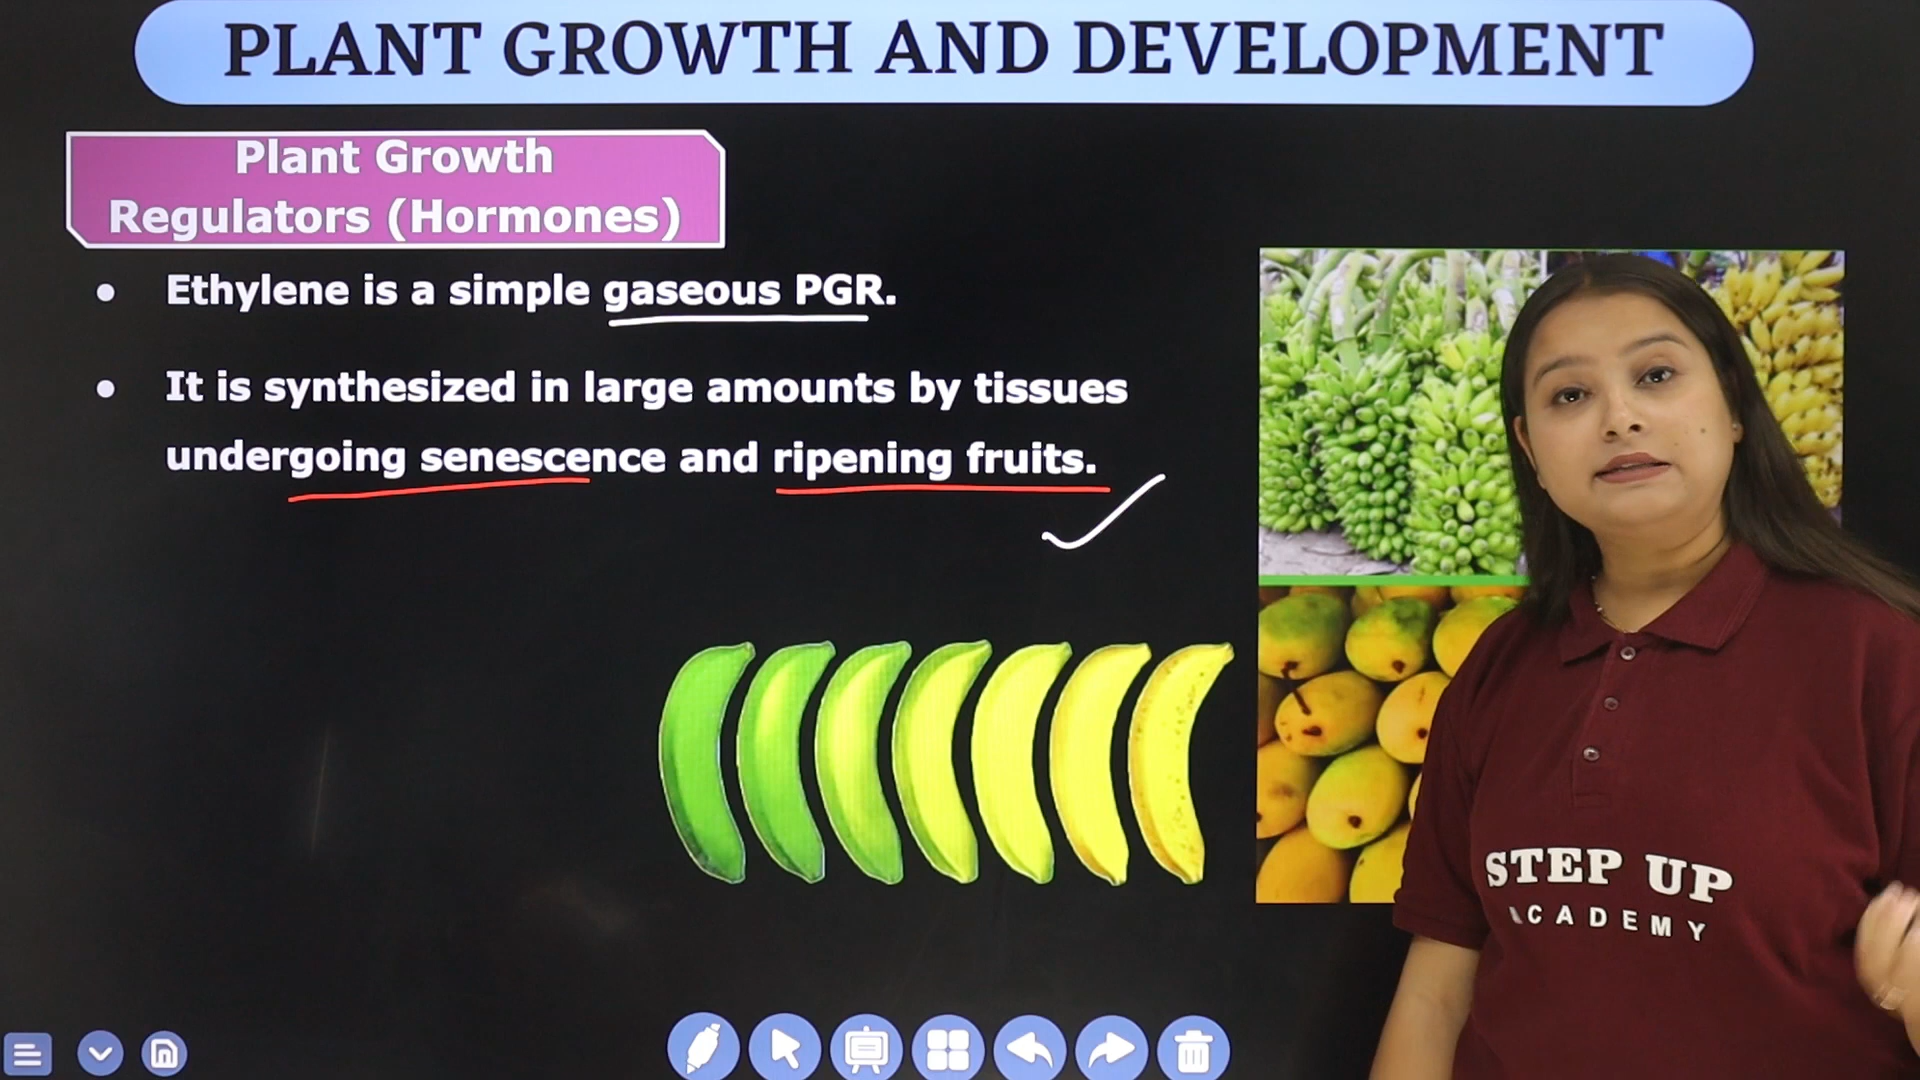 PLANT GROWTH AND DEVELOPMENT
Plant Growth
Regulators (Hormones)
• Ethylene is a simple gaseous PGR.
• It is synthesized in large amounts by tissues
undergoing senescence and ripening fruits.
STEP UP
ACADEMY